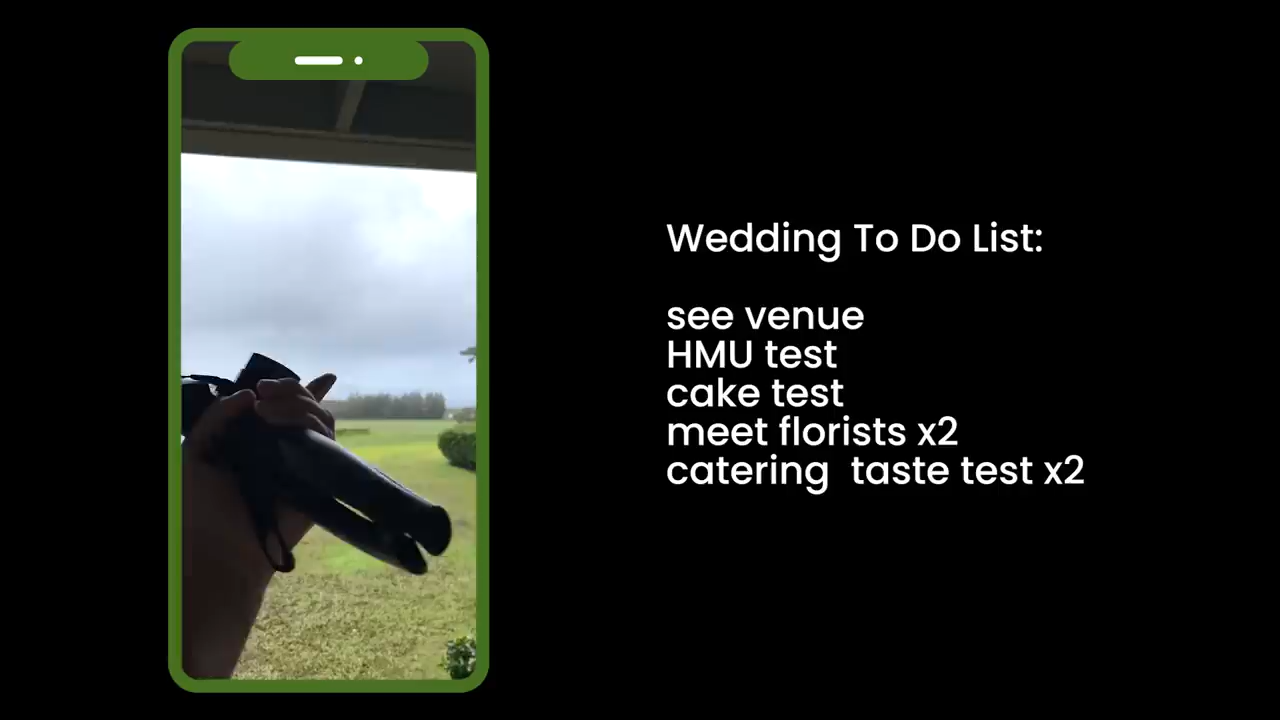 Wedding To Do List:
see venue
HMU test
cake test
meet florists x2
catering  taste test x2